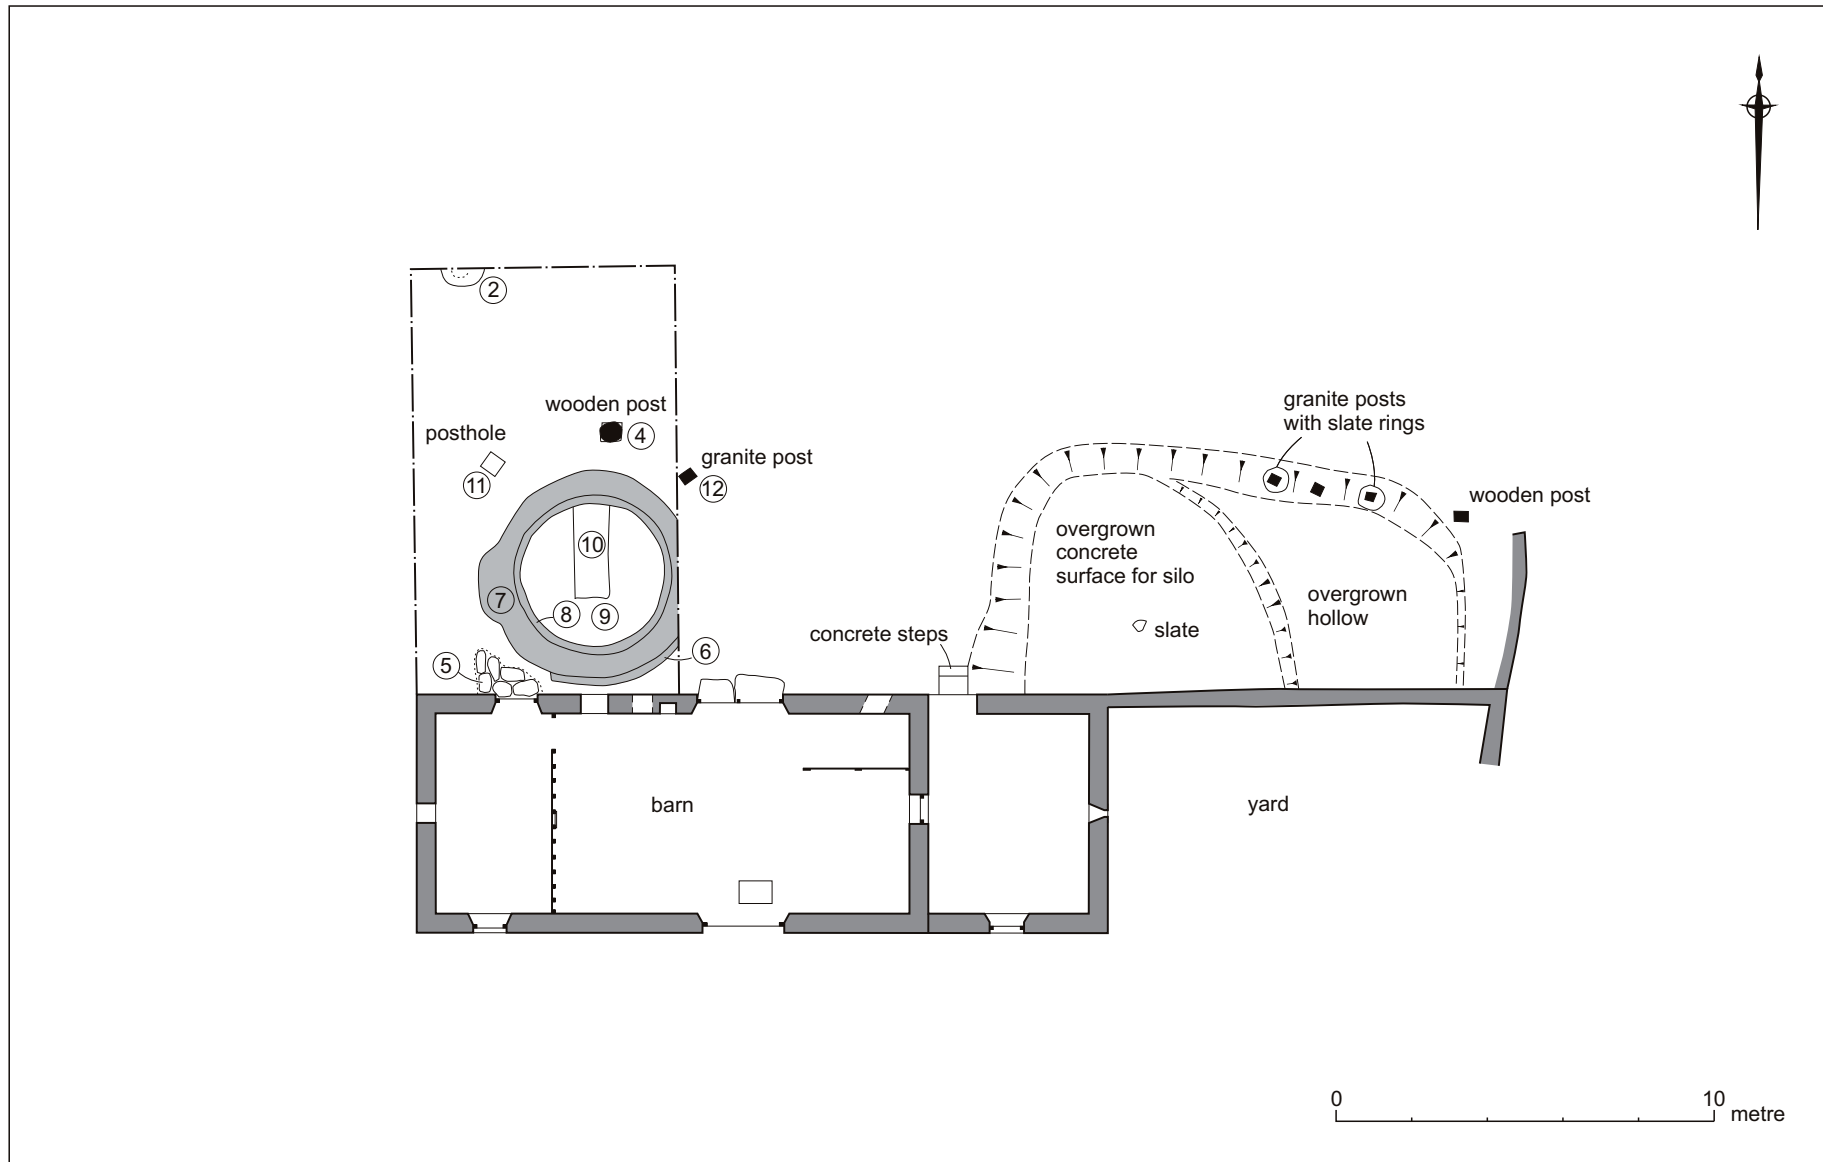 2
wooden post
4
posthole
11
granite post
12
granite posts
with slate rings
wooden post
10
7
8
9
6
5
overgrown
concrete
surface for silo
overgrown
hollow
slate
concrete steps
barn
yard
0
10
metre